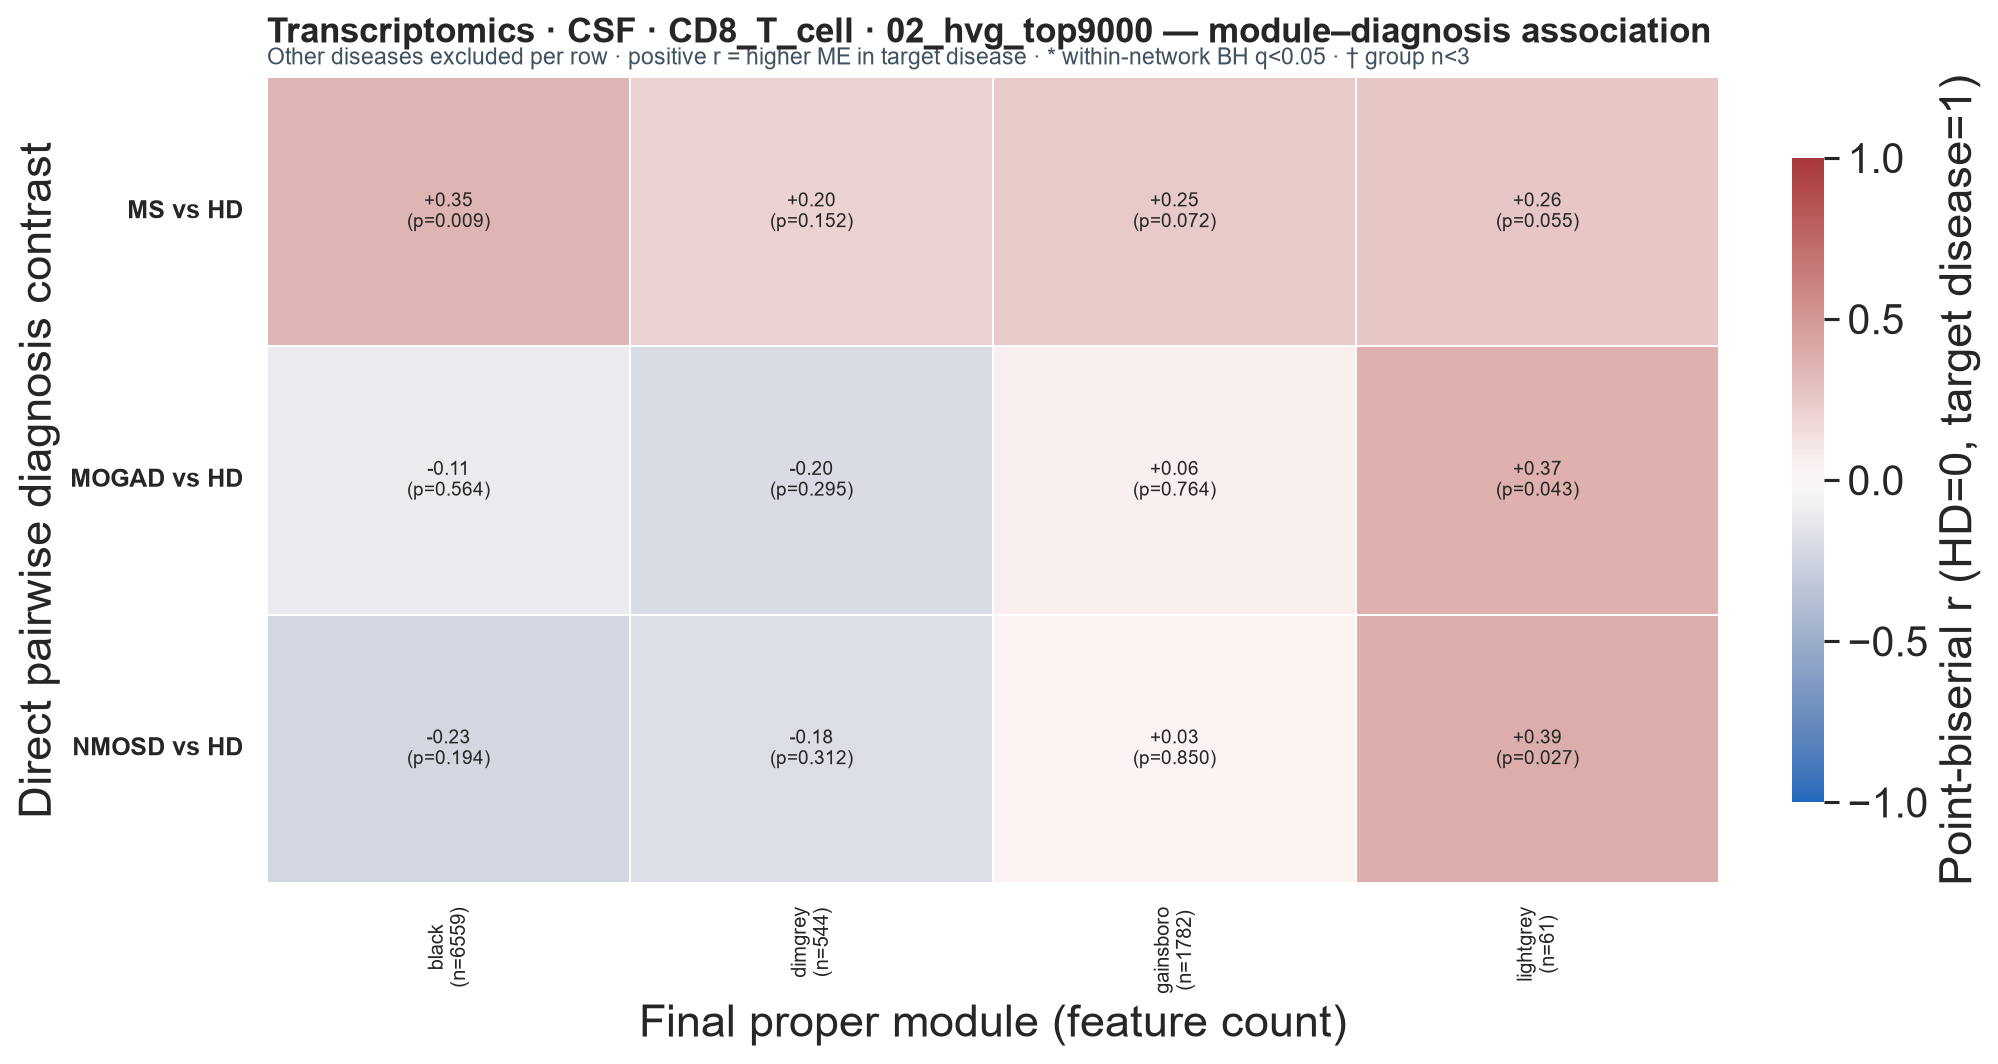 Transcriptomics · CSF · CD8_T_cell · 02_hvg_top9000 — module–diagnosis association
Other diseases excluded per row · positive r = higher ME in target disease · * within-network BH q<0.05 · † group n<3
Direct pairwise diagnosis contrast
MS vs HD
+0.35
(p=0.009)
+0.20
(p=0.152)
+0.25
(p=0.072)
+0.26
(p=0.055)
MOGAD vs HD
-0.11
(p=0.564)
-0.20
(p=0.295)
+0.06
(p=0.764)
+0.37
(p=0.043)
NMOSD vs HD
-0.23
(p=0.194)
-0.18
(p=0.312)
+0.03
(p=0.850)
+0.39
(p=0.027)
black
(n=6559)
dimgrey
(n=544)
gainsboro
(n=1782)
lightgrey
(n=61)
Final proper module (feature count)
1.0
0.5
0.0
−0.5
−1.0
Point-biserial r (HD=0, target disease=1)